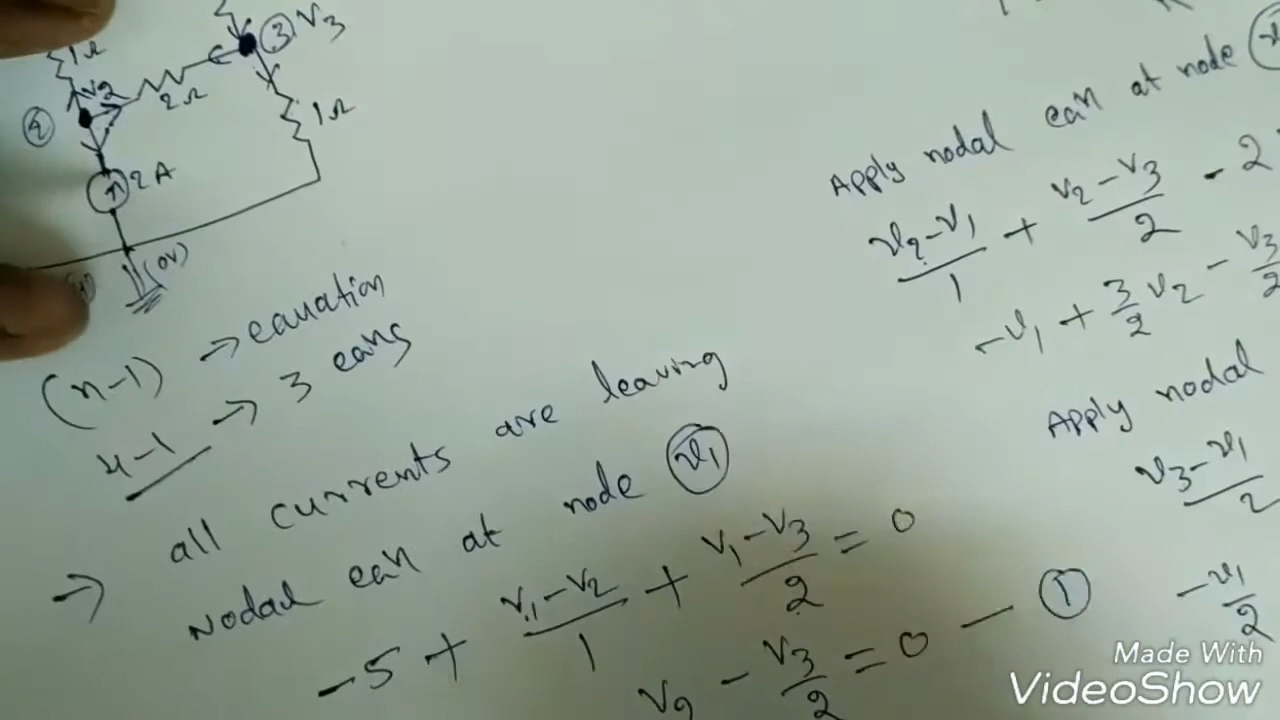 ③ V3
1Ω
V2
2Ω
1Ω
②
2A
(0V)
(n-1) → equation
4-1 → 3 eqns
→ all currents are leaving
Nodal eqn at node (V1)
-5 + (V1-V2)/1 + (V1-V3)/2 = 0
V2 - V3/2 = 0 — ①
Apply nodal eqn at node
(V2-V1)/1 + (V2-V3)/2 - 2
-V1 + 3/2 V2 - V3/2
Apply nodal
(V3-V1)/2
-V1/2
Made With
VideoShow